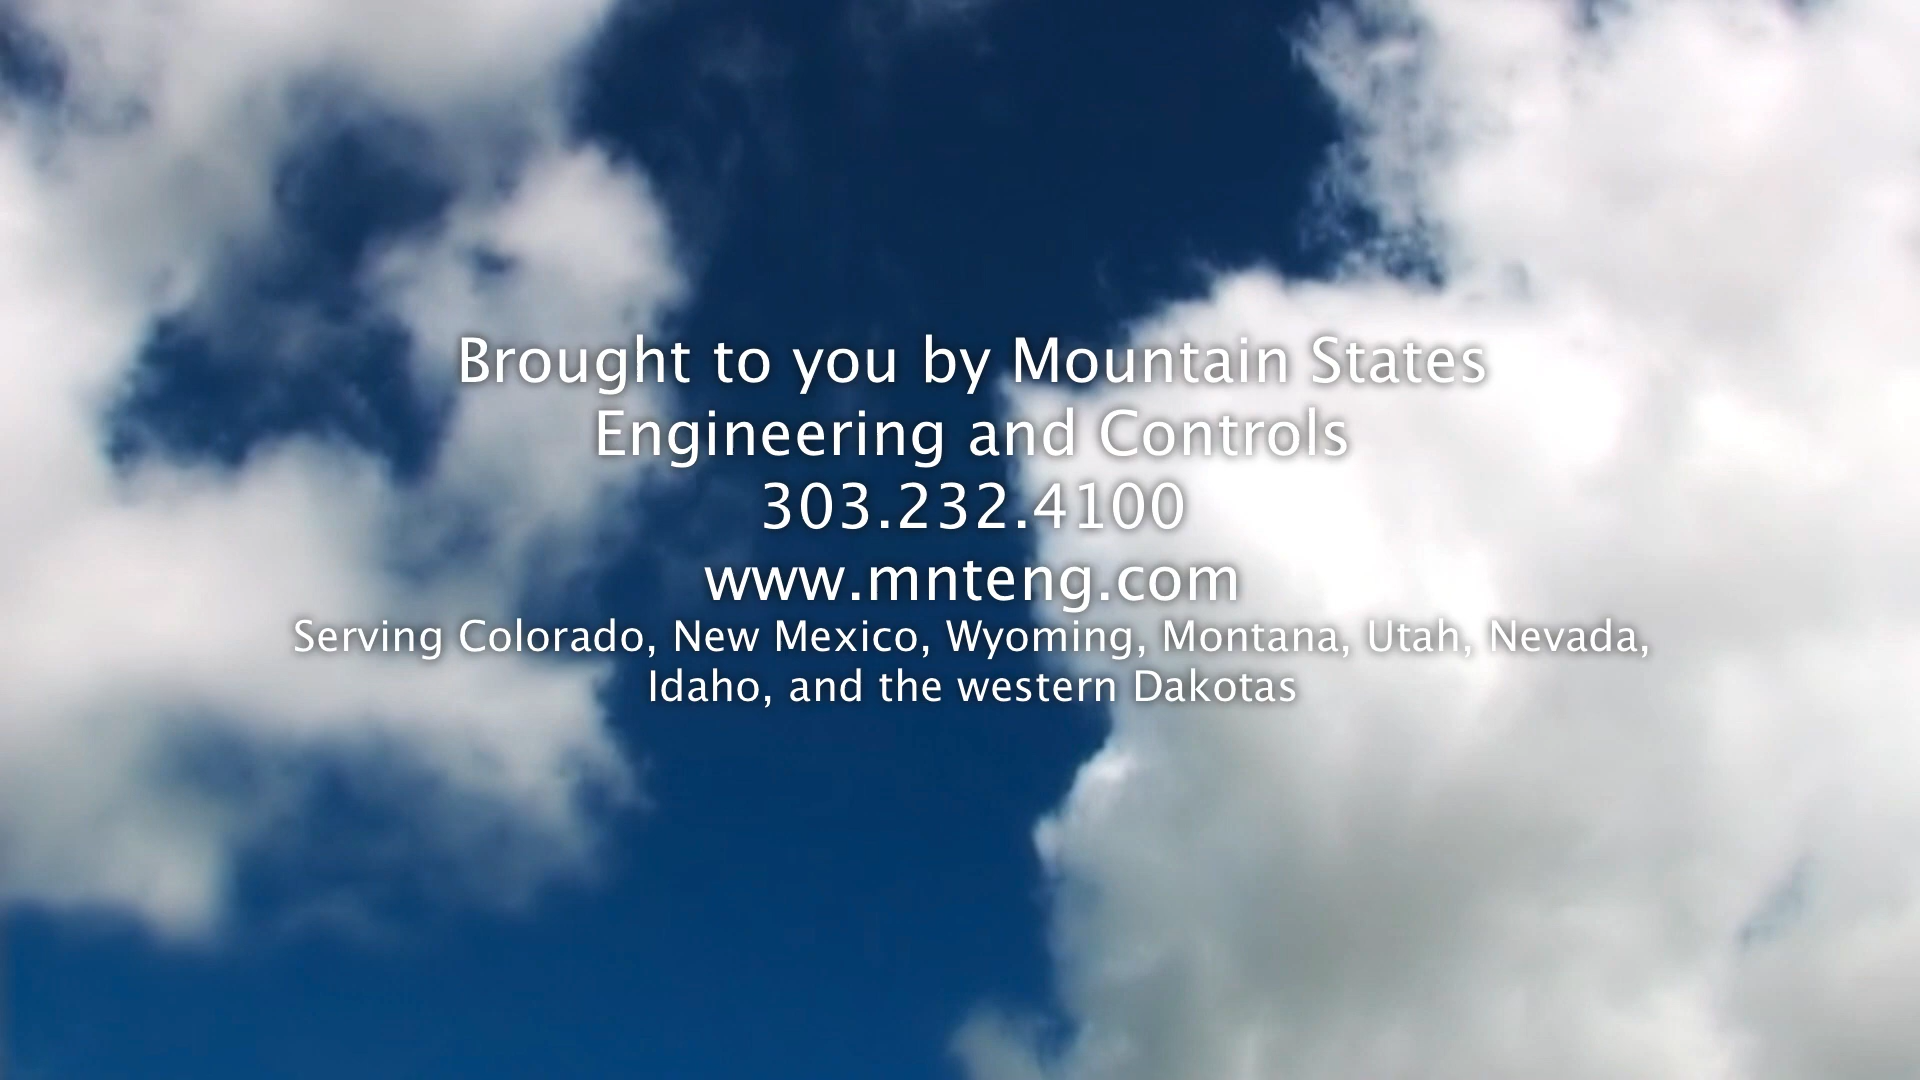 Brought to you by Mountain States
Engineering and Controls
303.232.4100
www.mnteng.com
Serving Colorado, New Mexico, Wyoming, Montana, Utah, Nevada,
Idaho, and the western Dakotas